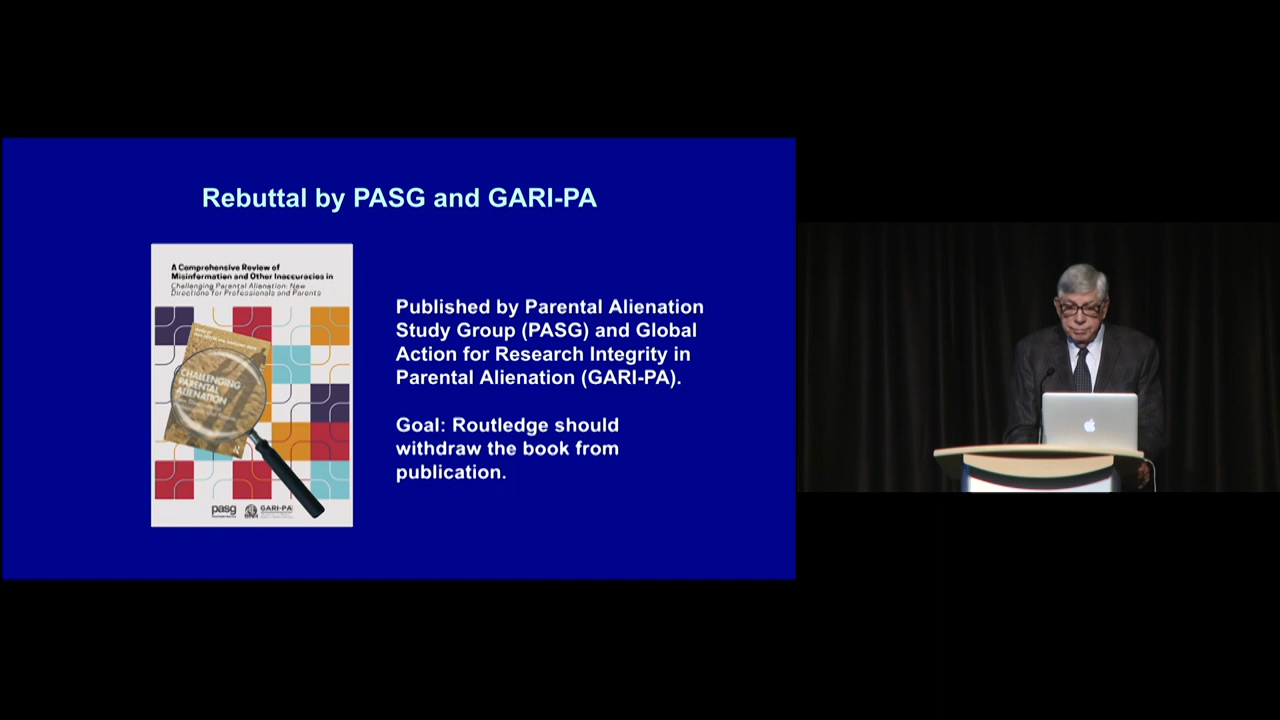 Rebuttal by PASG and GARI-PA
A Comprehensive Review of
Misinformation and Other Inaccuracies in
Challenging Parental Alienation: New
Directions for Professionals and Parents
CHALLENGING
PARENTAL
ALIENATION
pasg
GARI-PA
Published by Parental Alienation
Study Group (PASG) and Global
Action for Research Integrity in
Parental Alienation (GARI-PA).
Goal: Routledge should
withdraw the book from
publication.